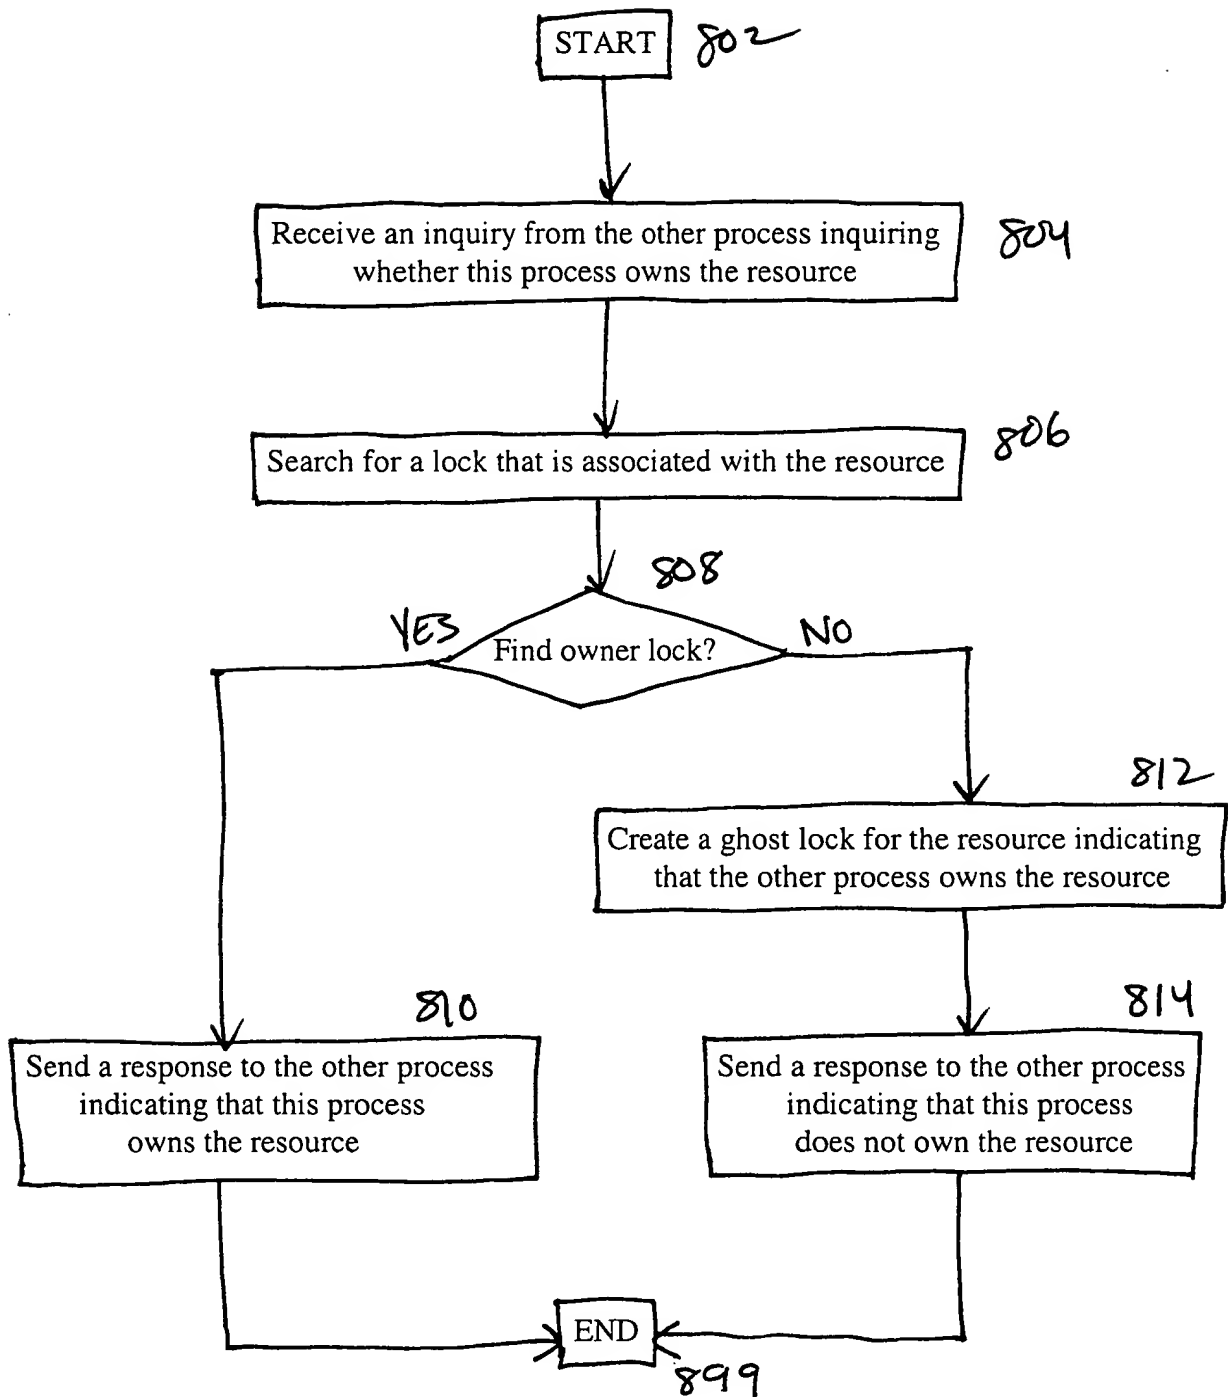 START 802
Receive an inquiry from the other process inquiring
whether this process owns the resource
804
Search for a lock that is associated with the resource
806
808
YES
Find owner lock?
NO
812
Create a ghost lock for the resource indicating
that the other process owns the resource
810
Send a response to the other process
indicating that this process
owns the resource
814
Send a response to the other process
indicating that this process
does not own the resource
END
899